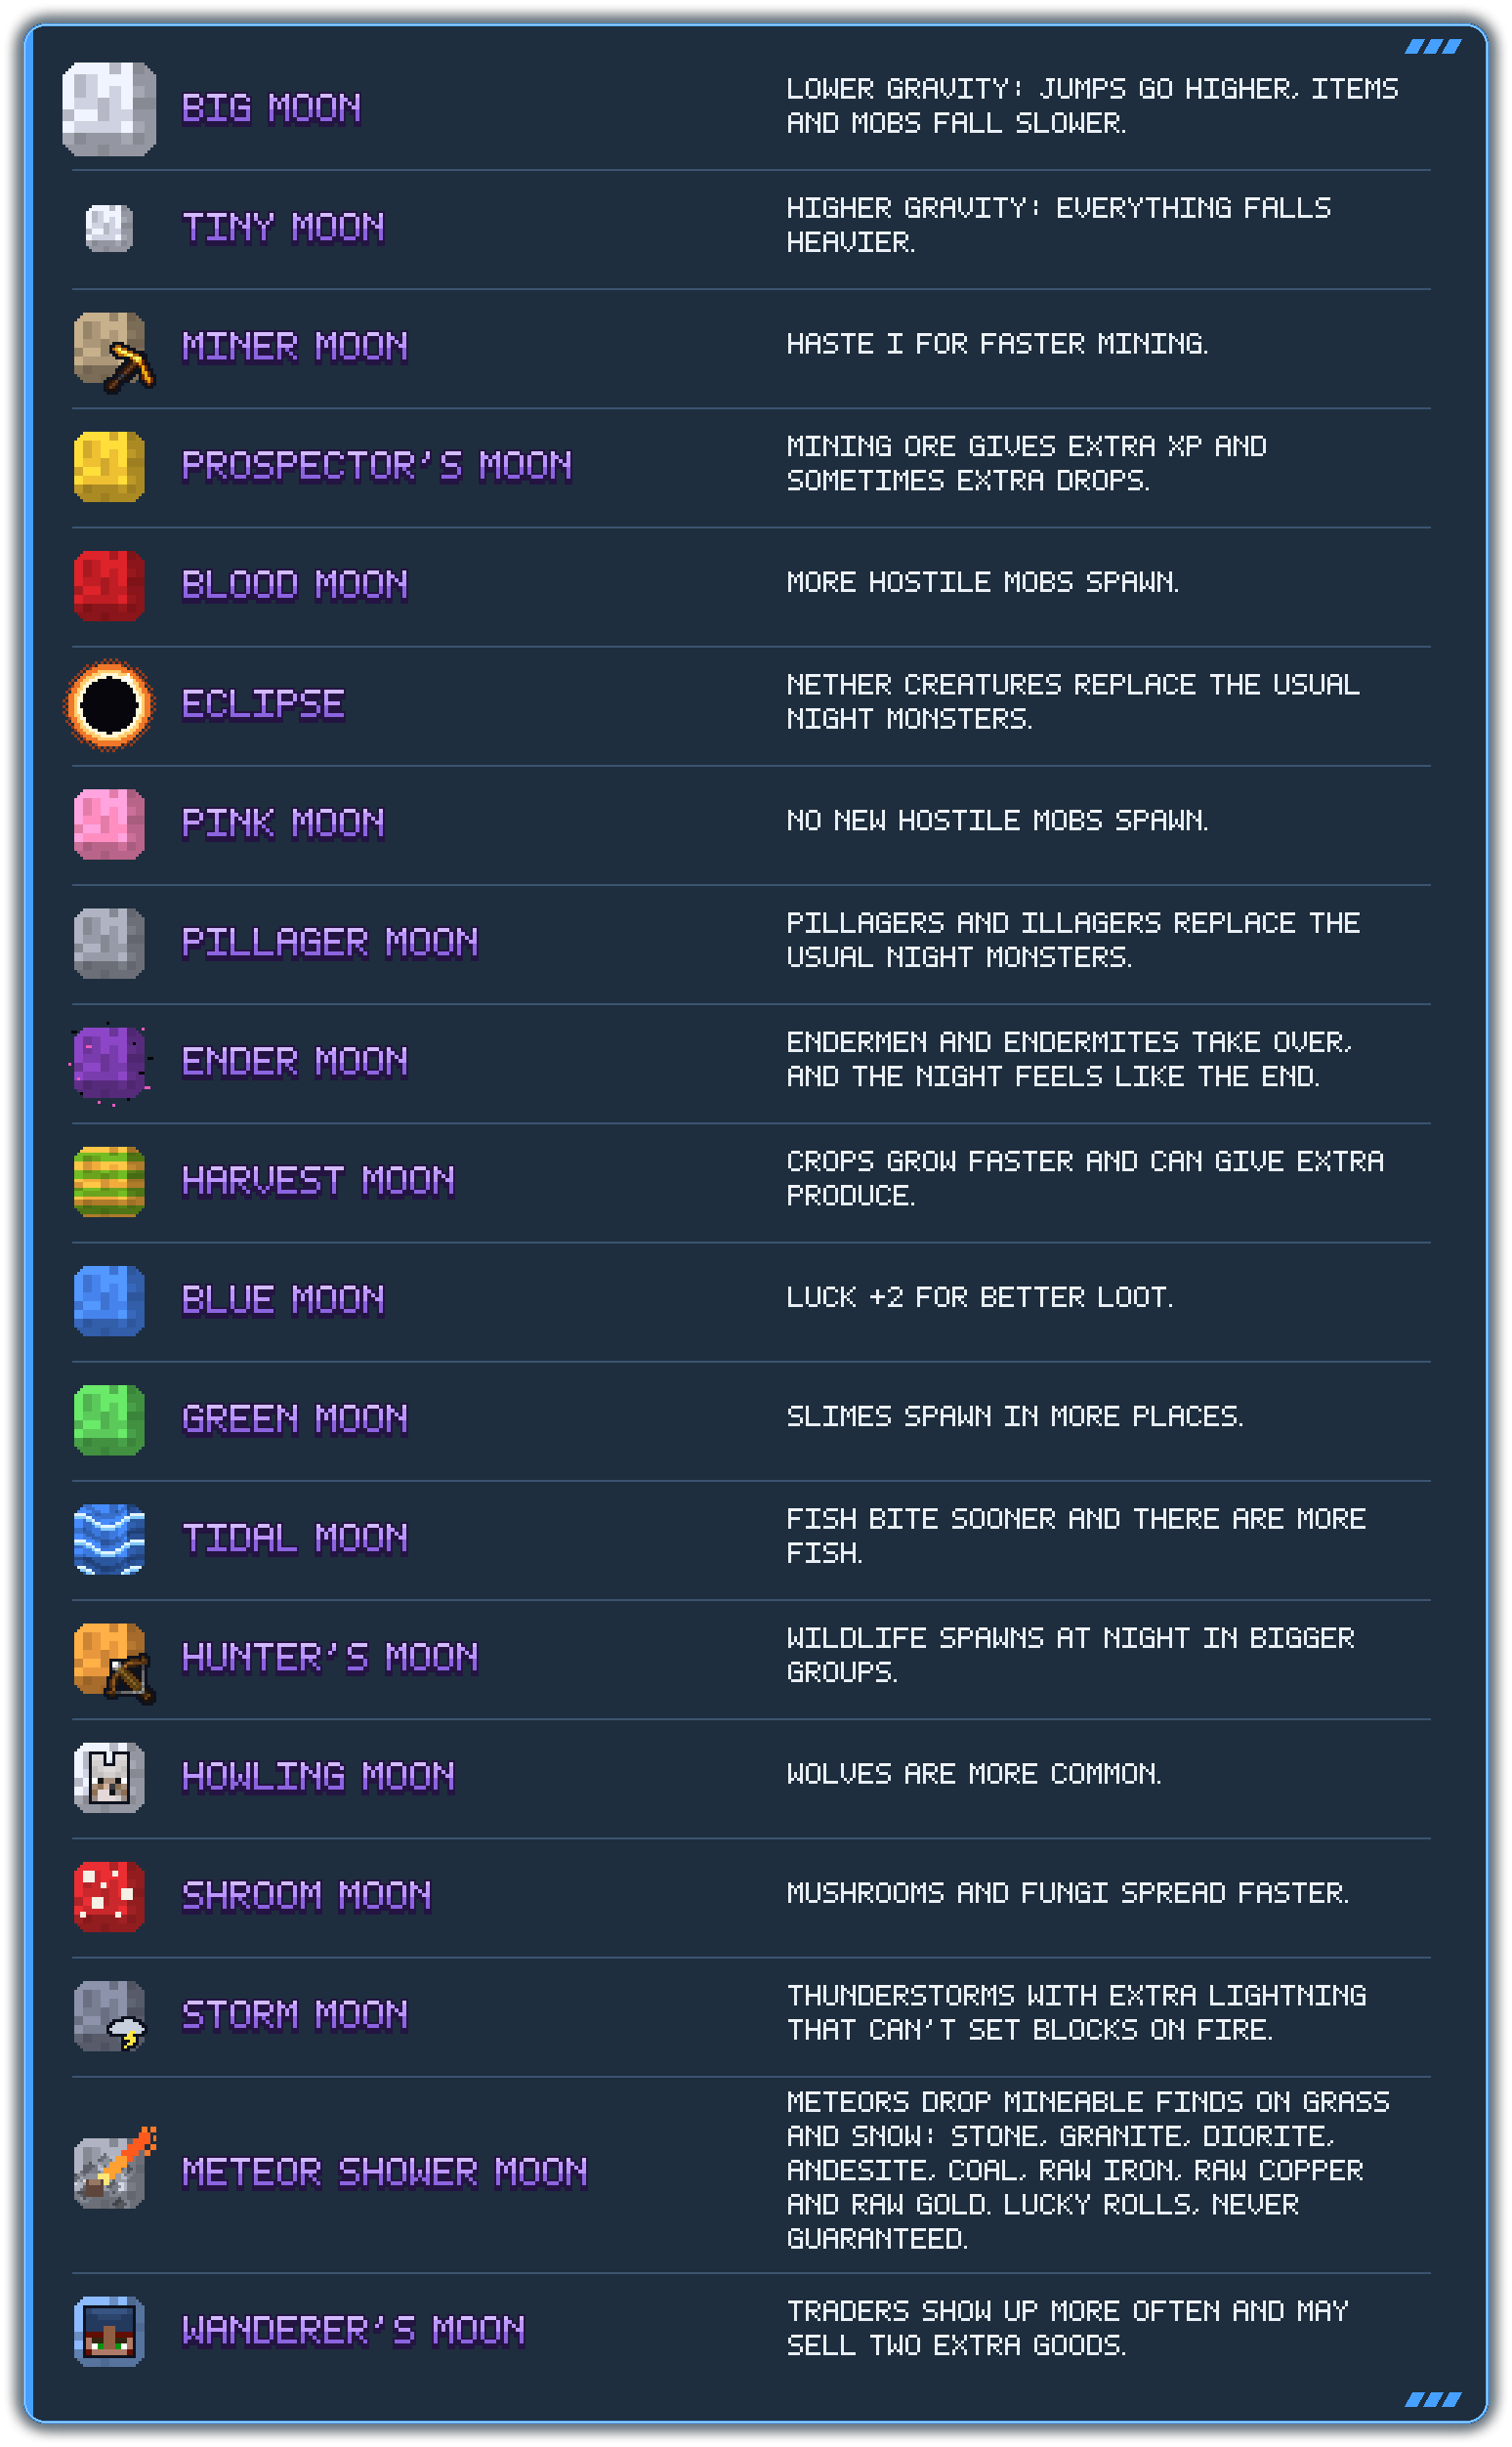 BIG MOON
LOWER GRAVITY: JUMPS GO HIGHER, ITEMS
AND MOBS FALL SLOWER.
TINY MOON
HIGHER GRAVITY: EVERYTHING FALLS
HEAVIER.
MINER MOON
HASTE I FOR FASTER MINING.
PROSPECTOR'S MOON
MINING ORE GIVES EXTRA XP AND
SOMETIMES EXTRA DROPS.
BLOOD MOON
MORE HOSTILE MOBS SPAWN.
ECLIPSE
NETHER CREATURES REPLACE THE USUAL
NIGHT MONSTERS.
PINK MOON
NO NEW HOSTILE MOBS SPAWN.
PILLAGER MOON
PILLAGERS AND ILLAGERS REPLACE THE
USUAL NIGHT MONSTERS.
ENDER MOON
ENDERMEN AND ENDERMITES TAKE OVER,
AND THE NIGHT FEELS LIKE THE END.
HARVEST MOON
CROPS GROW FASTER AND CAN GIVE EXTRA
PRODUCE.
BLUE MOON
LUCK +2 FOR BETTER LOOT.
GREEN MOON
SLIMES SPAWN IN MORE PLACES.
TIDAL MOON
FISH BITE SOONER AND THERE ARE MORE
FISH.
HUNTER'S MOON
WILDLIFE SPAWNS AT NIGHT IN BIGGER
GROUPS.
HOWLING MOON
WOLVES ARE MORE COMMON.
SHROOM MOON
MUSHROOMS AND FUNGI SPREAD FASTER.
STORM MOON
THUNDERSTORMS WITH EXTRA LIGHTNING
THAT CAN'T SET BLOCKS ON FIRE.
METEOR SHOWER MOON
METEORS DROP MINEABLE FINDS ON GRASS
AND SNOW: STONE, GRANITE, DIORITE,
ANDESITE, COAL, RAW IRON, RAW COPPER
AND RAW GOLD. LUCKY ROLLS, NEVER
GUARANTEED.
WANDERER'S MOON
TRADERS SHOW UP MORE OFTEN AND MAY
SELL TWO EXTRA GOODS.